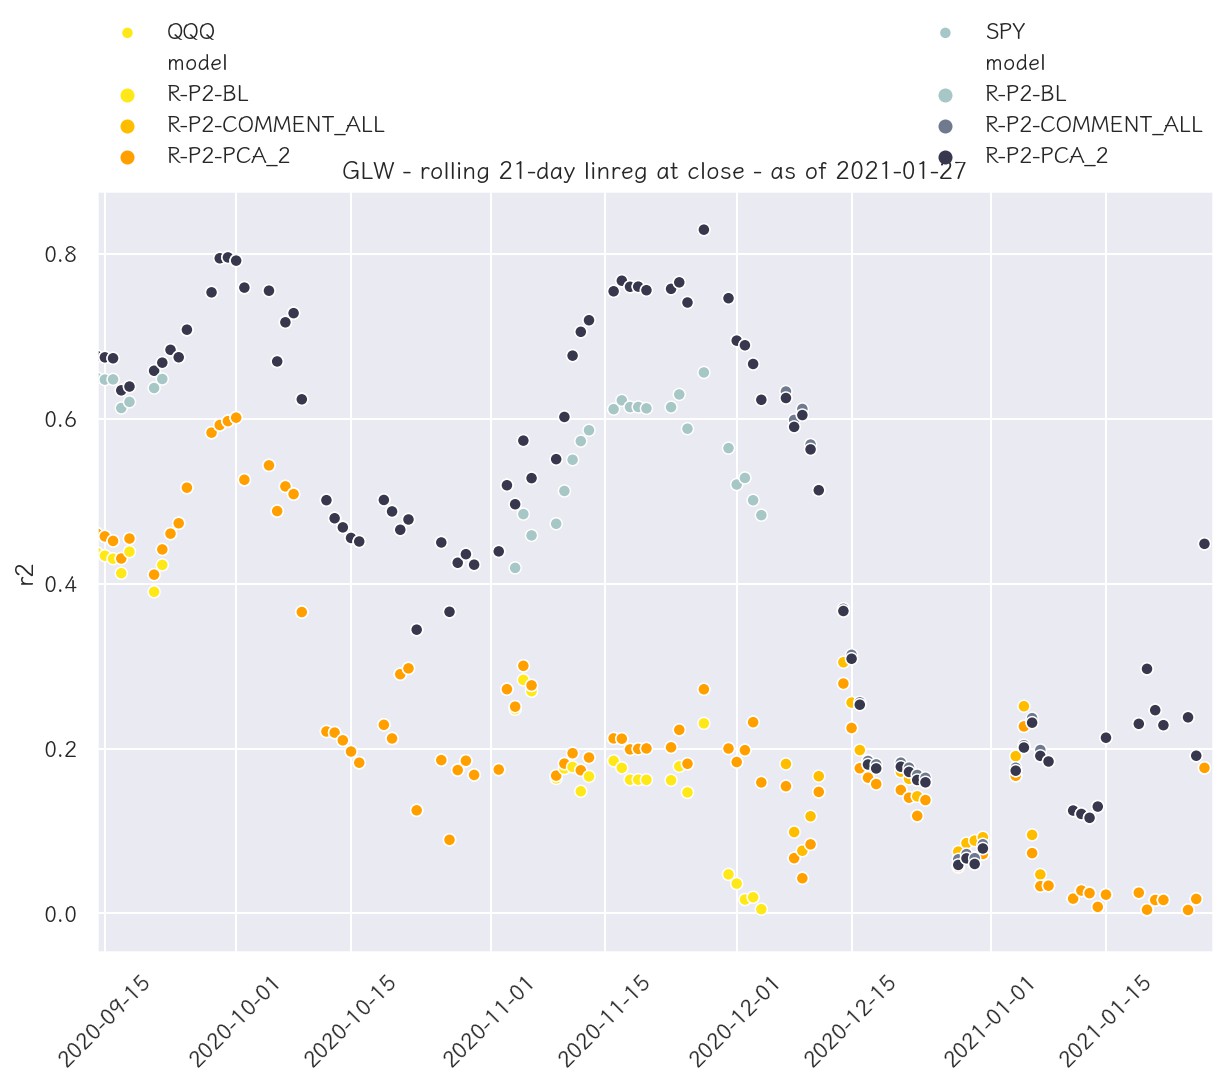 QQQ
model
R-P2-BL
R-P2-COMMENT_ALL
R-P2-PCA_2
SPY
model
R-P2-BL
R-P2-COMMENT_ALL
R-P2-PCA_2
GLW - rolling 21-day linreg at close - as of 2021-01-27
r2
0.8
0.6
0.4
0.2
0.0
2020-09-15
2020-10-01
2020-10-15
2020-11-01
2020-11-15
2020-12-01
2020-12-15
2021-01-01
2021-01-15